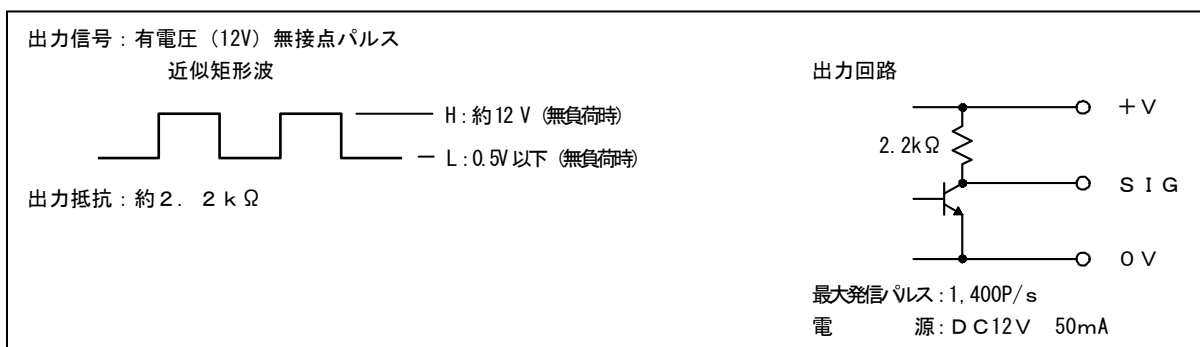 出力信号：有電圧（12V）無接点パルス
近似矩形波
H：約12 V（無負荷時）
L：0.5V以下（無負荷時）
出力抵抗：約２．２ｋΩ
出力回路
＋Ｖ
2.2kΩ
ＳＩＧ
０Ｖ
最大発信パルス：1,400P/s
電　　　源：ＤＣ12Ｖ　50mA